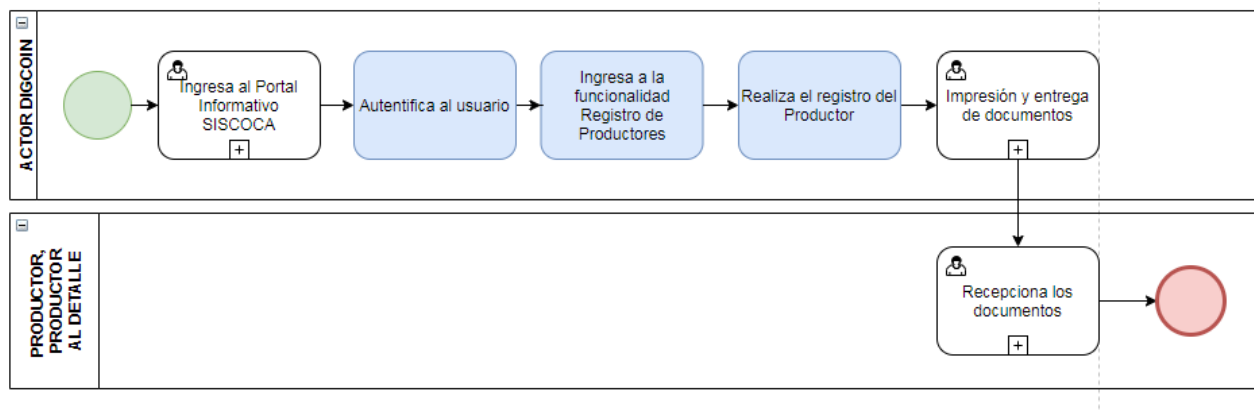 ACTOR DIGCOIN
Ingresa al Portal
Informativo
SISCOCA
Autentifica al usuario
Ingresa a la
funcionalidad
Registro de
Productores
Realiza el registro del
Productor
Impresión y entrega
de documentos
PRODUCTOR,
PRODUCTOR
AL DETALLE
Recepciona los
documentos